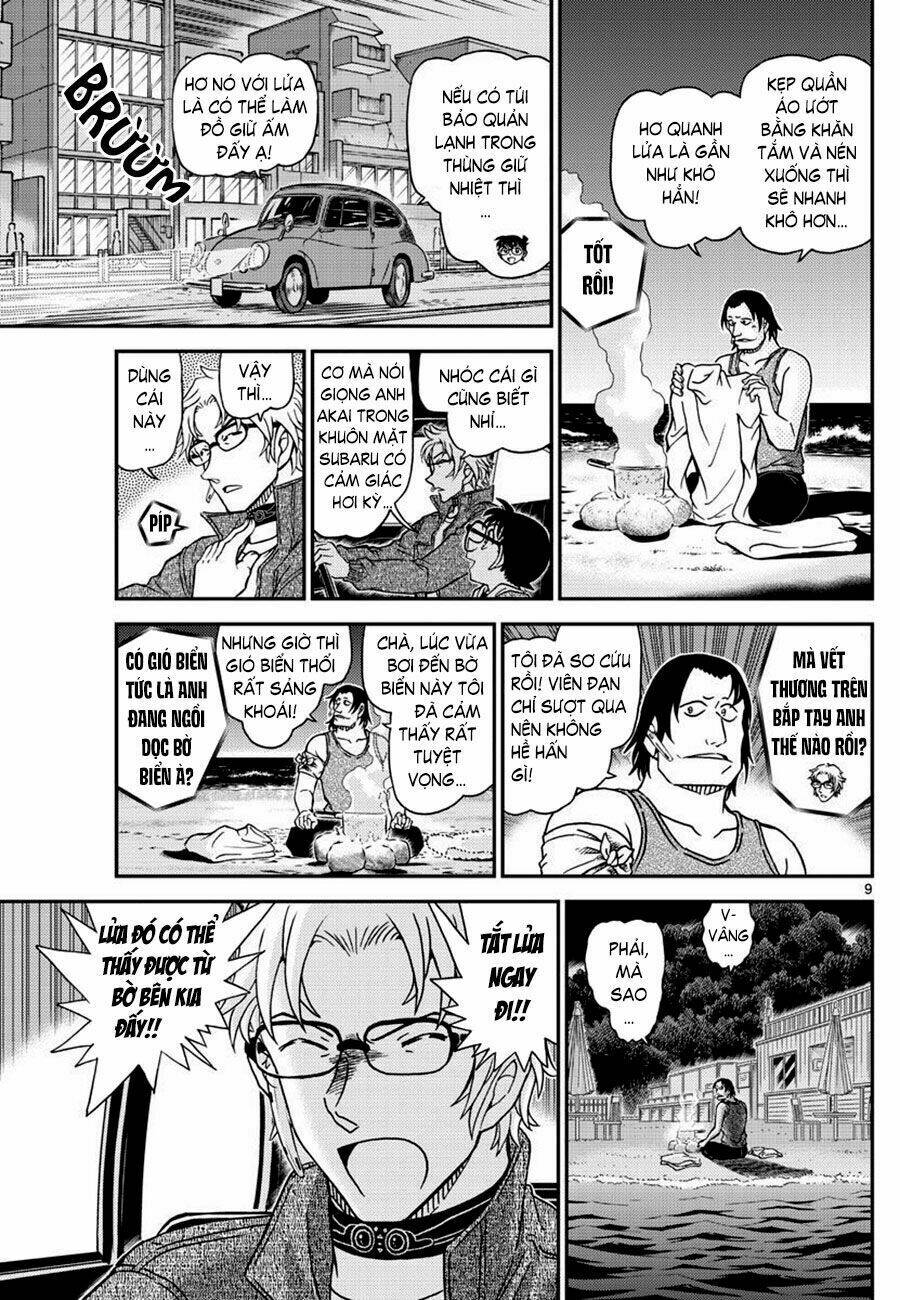 KẸP QUẦN
ÁO ƯỚT
BẰNG KHĂN
TẮM VÀ NÉN
XUỐNG THÌ
SẼ NHANH
KHÔ HƠN...
HƠ QUANH
LỬA LÀ GẦN
NHƯ KHÔ
HẲN!
TỐT
RỒI!
NẾU CÓ TÚI
BẢO QUẢN
LẠNH TRONG
THÙNG GIỮ
NHIỆT THÌ
...
HƠ NÓ VỚI LỬA
LÀ CÓ THỂ LÀM
ĐỒ GIỮ ẤM
ĐẤY Ạ!
BRỪỪM
NHÓC CÁI GÌ
CŨNG BIẾT
NHỈ...
CƠ MÀ NÓI
GIỌNG ANH
AKAI TRONG
KHUÔN MẶT
SUBARU CÓ
CẢM GIÁC
HƠI KỲ...
VẬY
THÌ...
DÙNG
CÁI
NÀY
...
PÍP
MÀ VẾT
THƯƠNG TRÊN
BẮP TAY ANH
THẾ NÀO RỒI?
TÔI ĐÃ SƠ CỨU
RỒI! VIÊN ĐẠN
CHỈ SƯỢT QUA
NÊN KHÔNG
HỀ HẤN
GÌ!
CHÀ, LÚC VỪA
BƠI ĐẾN BỜ
BIỂN NÀY TÔI
ĐÃ CẢM
THẤY RẤT
TUYỆT
VỌNG...
NHƯNG GIỜ THÌ
GIÓ BIỂN THỔI
RẤT SẢNG
KHOÁI!
CÓ GIÓ BIỂN
TỨC LÀ ANH
ĐANG NGỒI
DỌC BỜ
BIỂN À?
9
V-
VÂNG...
PHẢI,
MÀ
SAO
...
TẮT LỬA
NGAY
ĐI!!
LỬA ĐÓ CÓ THỂ
THẤY ĐƯỢC TỪ
BỜ BÊN KIA
ĐẤY!!